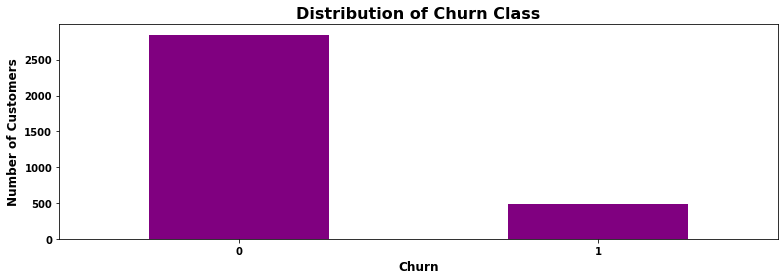 Distribution of Churn Class
Number of Customers
2500
2000
1500
1000
500
0
0 1
Churn